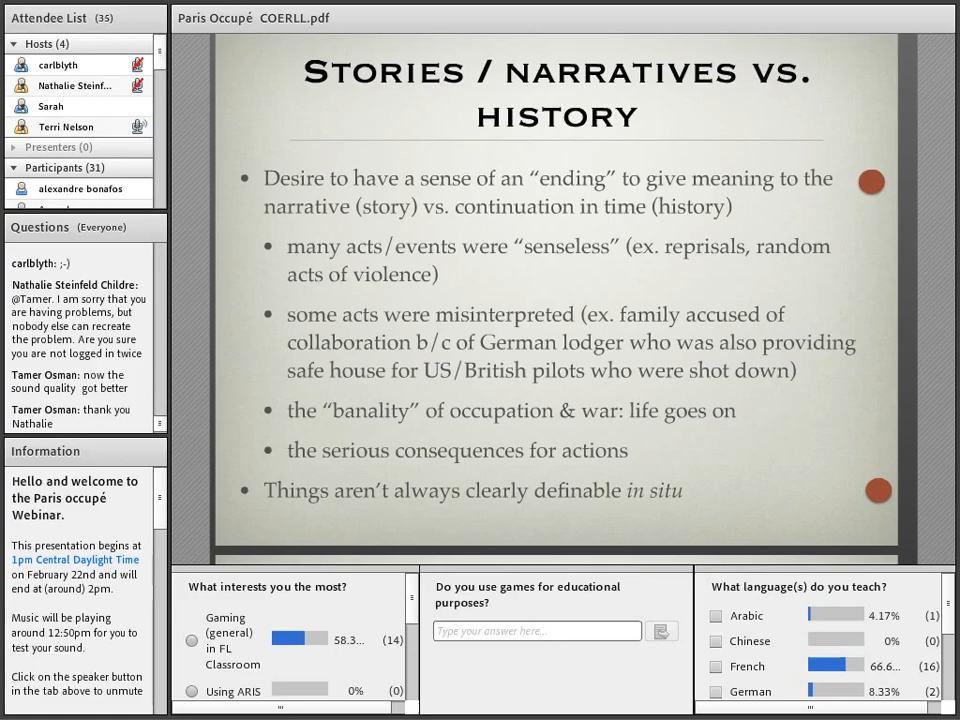 Attendee List (35)
Hosts (4)
carlblyth
Nathalie Steinf...
Sarah
Terri Nelson
Presenters (0)
Participants (31)
alexandre bonafos
Questions (Everyone)
carlblyth: ;-)
Nathalie Steinfeld Childre:
@Tamer. I am sorry that you
are having problems, but
nobody else can recreate
the problem. Are you sure
you are not logged in twice
Tamer Osman: now the
sound quality got better
Tamer Osman: thank you
Nathalie
Information
Hello and welcome to
the Paris occupé
Webinar.
This presentation begins at
1pm Central Daylight Time
on February 22nd and will
end at (around) 2pm.
Music will be playing
around 12:50pm for you to
test your sound.
Click on the speaker button
in the tab above to unmute
Paris Occupé COERLL.pdf
STORIES / NARRATIVES VS.
HISTORY
• Desire to have a sense of an “ending” to give meaning to the
narrative (story) vs. continuation in time (history)
• many acts/events were “senseless” (ex. reprisals, random
acts of violence)
• some acts were misinterpreted (ex. family accused of
collaboration b/c of German lodger who was also providing
safe house for US/British pilots who were shot down)
• the “banality” of occupation & war: life goes on
• the serious consequences for actions
• Things aren’t always clearly definable in situ
What interests you the most?
Gaming
(general)
in FL
Classroom
58.3... (14)
Using ARIS 0% (0)
Do you use games for educational
purposes?
Type your answer here...
What language(s) do you teach?
Arabic 4.17% (1)
Chinese 0% (0)
French 66.6... (16)
German 8.33% (2)